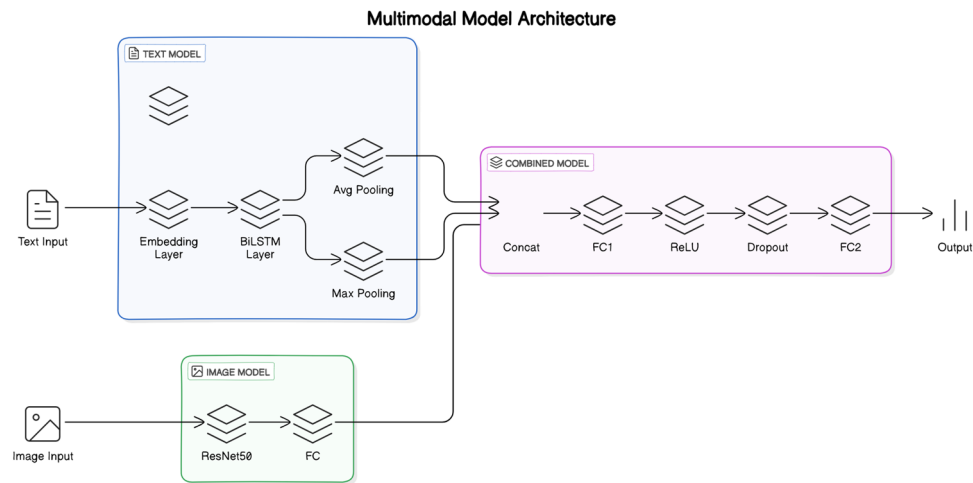 Multimodal Model Architecture
TEXT MODEL
Avg Pooling
Text Input
Embedding
Layer
BiLSTM
Layer
Max Pooling
COMBINED MODEL
Concat
FC1
ReLU
Dropout
FC2
Output
IMAGE MODEL
Image Input
ResNet50
FC